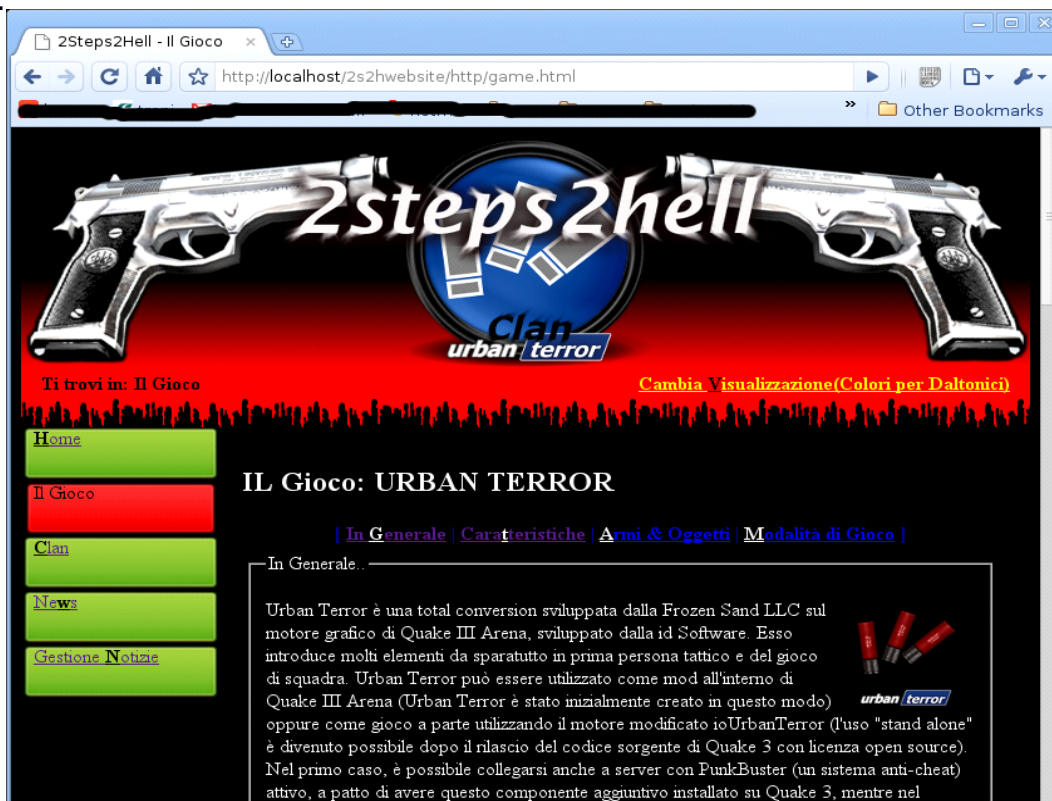 2Steps2Hell - Il Gioco
http://localhost/2s2hwebsite/http/game.html
» Other Bookmarks
2steps2hell
Clan
urban terror
Ti trovi in: Il Gioco
Cambia Visualizzazione(Colori per Daltonici)
Home
Il Gioco
Clan
News
Gestione Notizie
IL Gioco: URBAN TERROR
[ In Generale | Caratteristiche | Armi & Oggetti | Modalità di Gioco ]
In Generale..
Urban Terror è una total conversion sviluppata dalla Frozen Sand LLC sul
motore grafico di Quake III Arena, sviluppato dalla id Software. Esso
introduce molti elementi da sparatutto in prima persona tattico e del gioco
di squadra. Urban Terror può essere utilizzato come mod all'interno di
Quake III Arena (Urban Terror è stato inizialmente creato in questo modo)
urban terror
oppure come gioco a parte utilizzando il motore modificato ioUrbanTerror (l'uso "stand alone"
è divenuto possibile dopo il rilascio del codice sorgente di Quake 3 con licenza open source).
Nel primo caso, è possibile collegarsi anche a server con PunkBuster (un sistema anti-cheat)
attivo, a patto di avere questo componente aggiuntivo installato su Quake 3, mentre nel